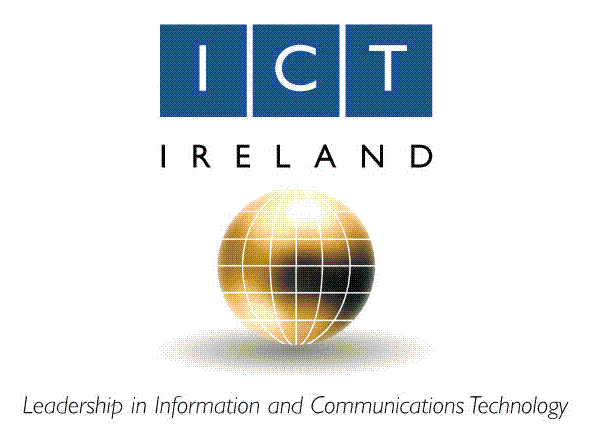 ICT
IRELAND
Leadership in Information and Communications Technology